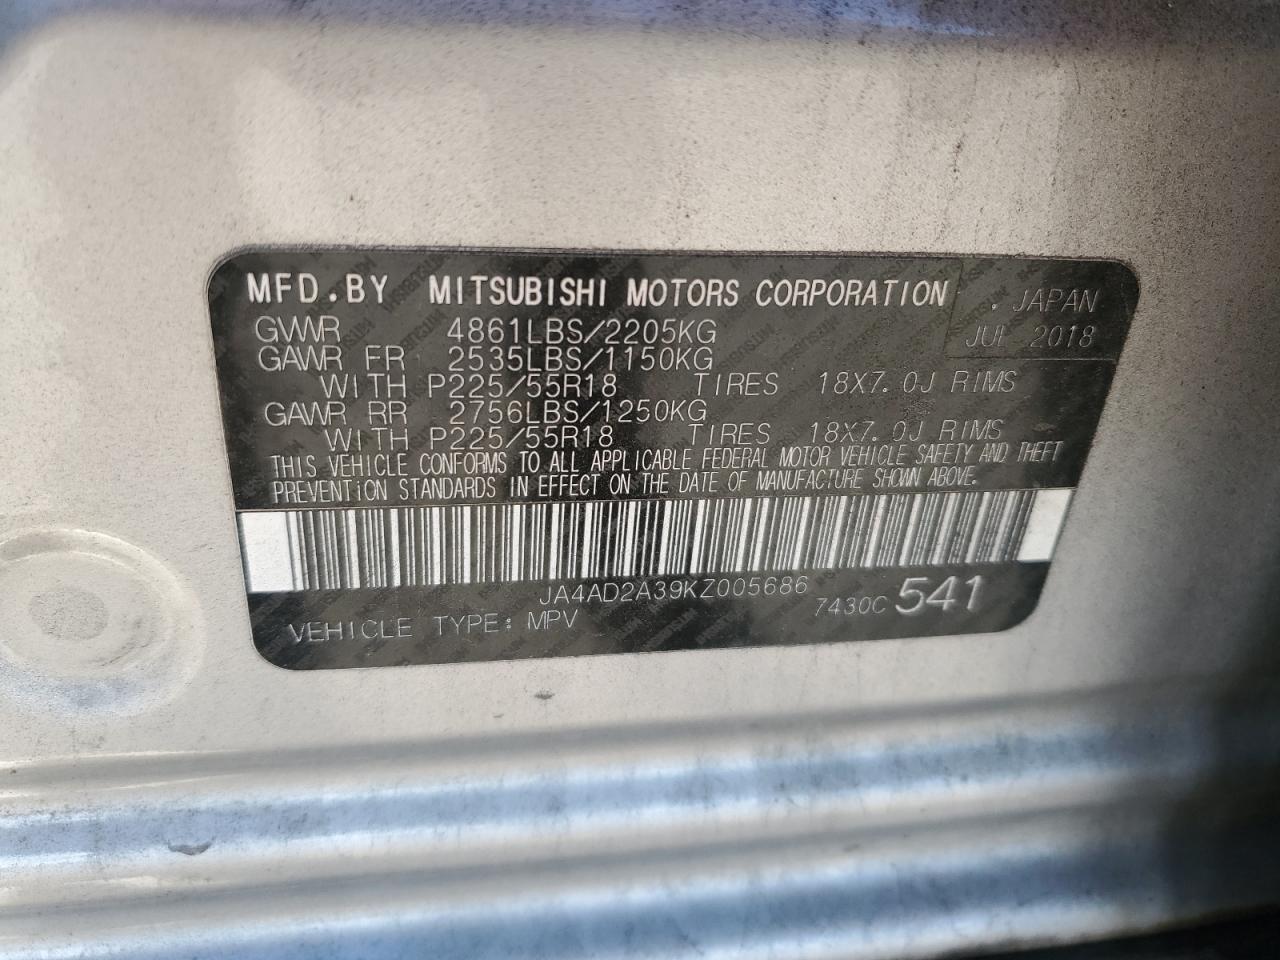 MFD.BY MITSUBISHI MOTORS CORPORATION . JAPAN
GVWR 4861LBS/2205KG JUL 2018
GAWR FR 2535LBS/1150KG
WITH P225/55R18 TIRES 18X7.0J RIMS
GAWR RR 2756LBS/1250KG
WITH P225/55R18 TIRES 18X7.0J RIMS
THIS VEHICLE CONFORMS TO ALL APPLICABLE FEDERAL MOTOR VEHICLE SAFETY AND THEFT
PREVENTION STANDARDS IN EFFECT ON THE DATE OF MANUFACTURE SHOWN ABOVE.
JA4AD2A39KZ005686
VEHICLE TYPE: MPV 7430C 541